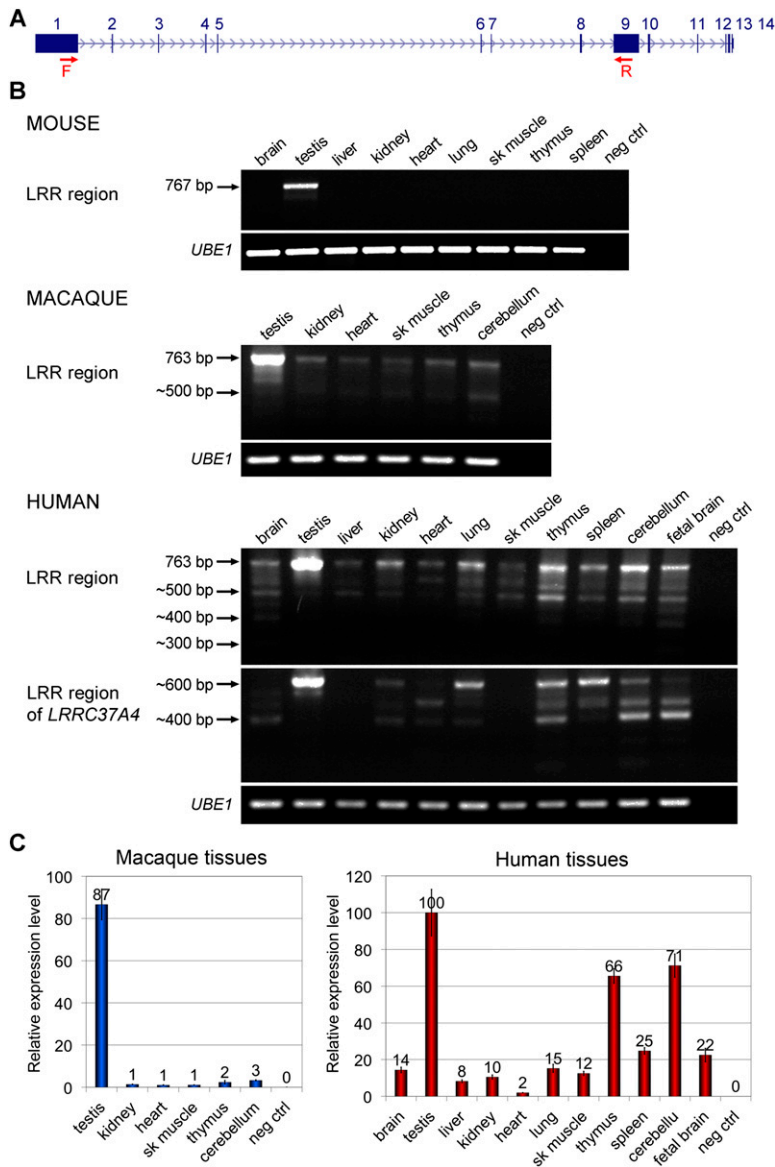 A
1 2 3 4 5 6 7 8 9 10 11 12 13 14
F R
B
MOUSE
brain testis liver kidney heart lung sk muscle thymus spleen neg ctrl
LRR region 767 bp
UBE1
MACAQUE
testis kidney heart sk muscle thymus cerebellum neg ctrl
LRR region 763 bp
~500 bp
UBE1
HUMAN
brain testis liver kidney heart lung sk muscle thymus spleen cerebellum fetal brain neg ctrl
LRR region 763 bp
~500 bp
~400 bp
~300 bp
LRR region of LRRC37A4
~600 bp
~400 bp
UBE1
C
Macaque tissues
Relative expression level
100
80
60
40
20
0
87 1 1 1 2 3 0
testis kidney heart sk muscle thymus cerebellum neg ctrl
Human tissues
Relative expression level
120
100
80
60
40
20
0
14 100 8 10 2 15 12 66 25 71 22 0
brain testis liver kidney heart lung sk muscle thymus spleen cerebellu fetal brain neg ctrl